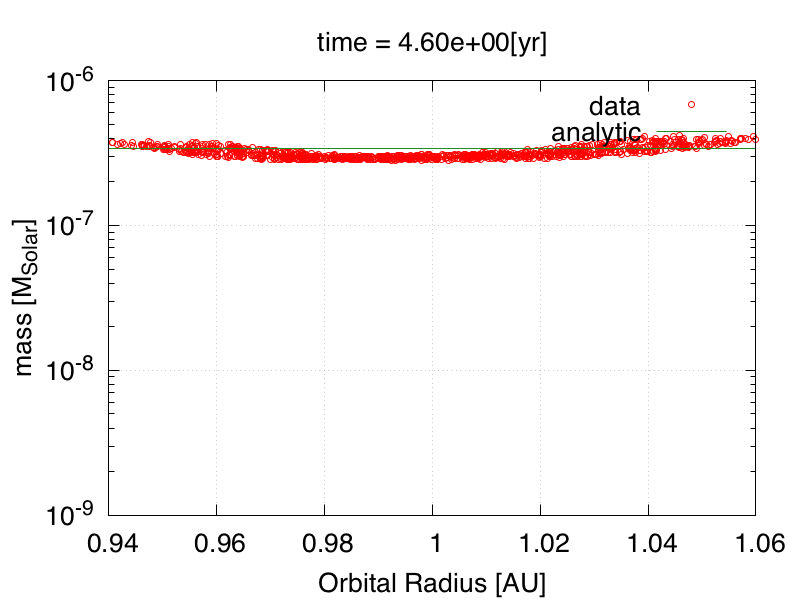 time = 4.60e+00[yr]
10-6
data
analytic
10-7
mass [MSolar]
10-8
10-9
0.94 0.96 0.98 1 1.02 1.04 1.06
Orbital Radius [AU]